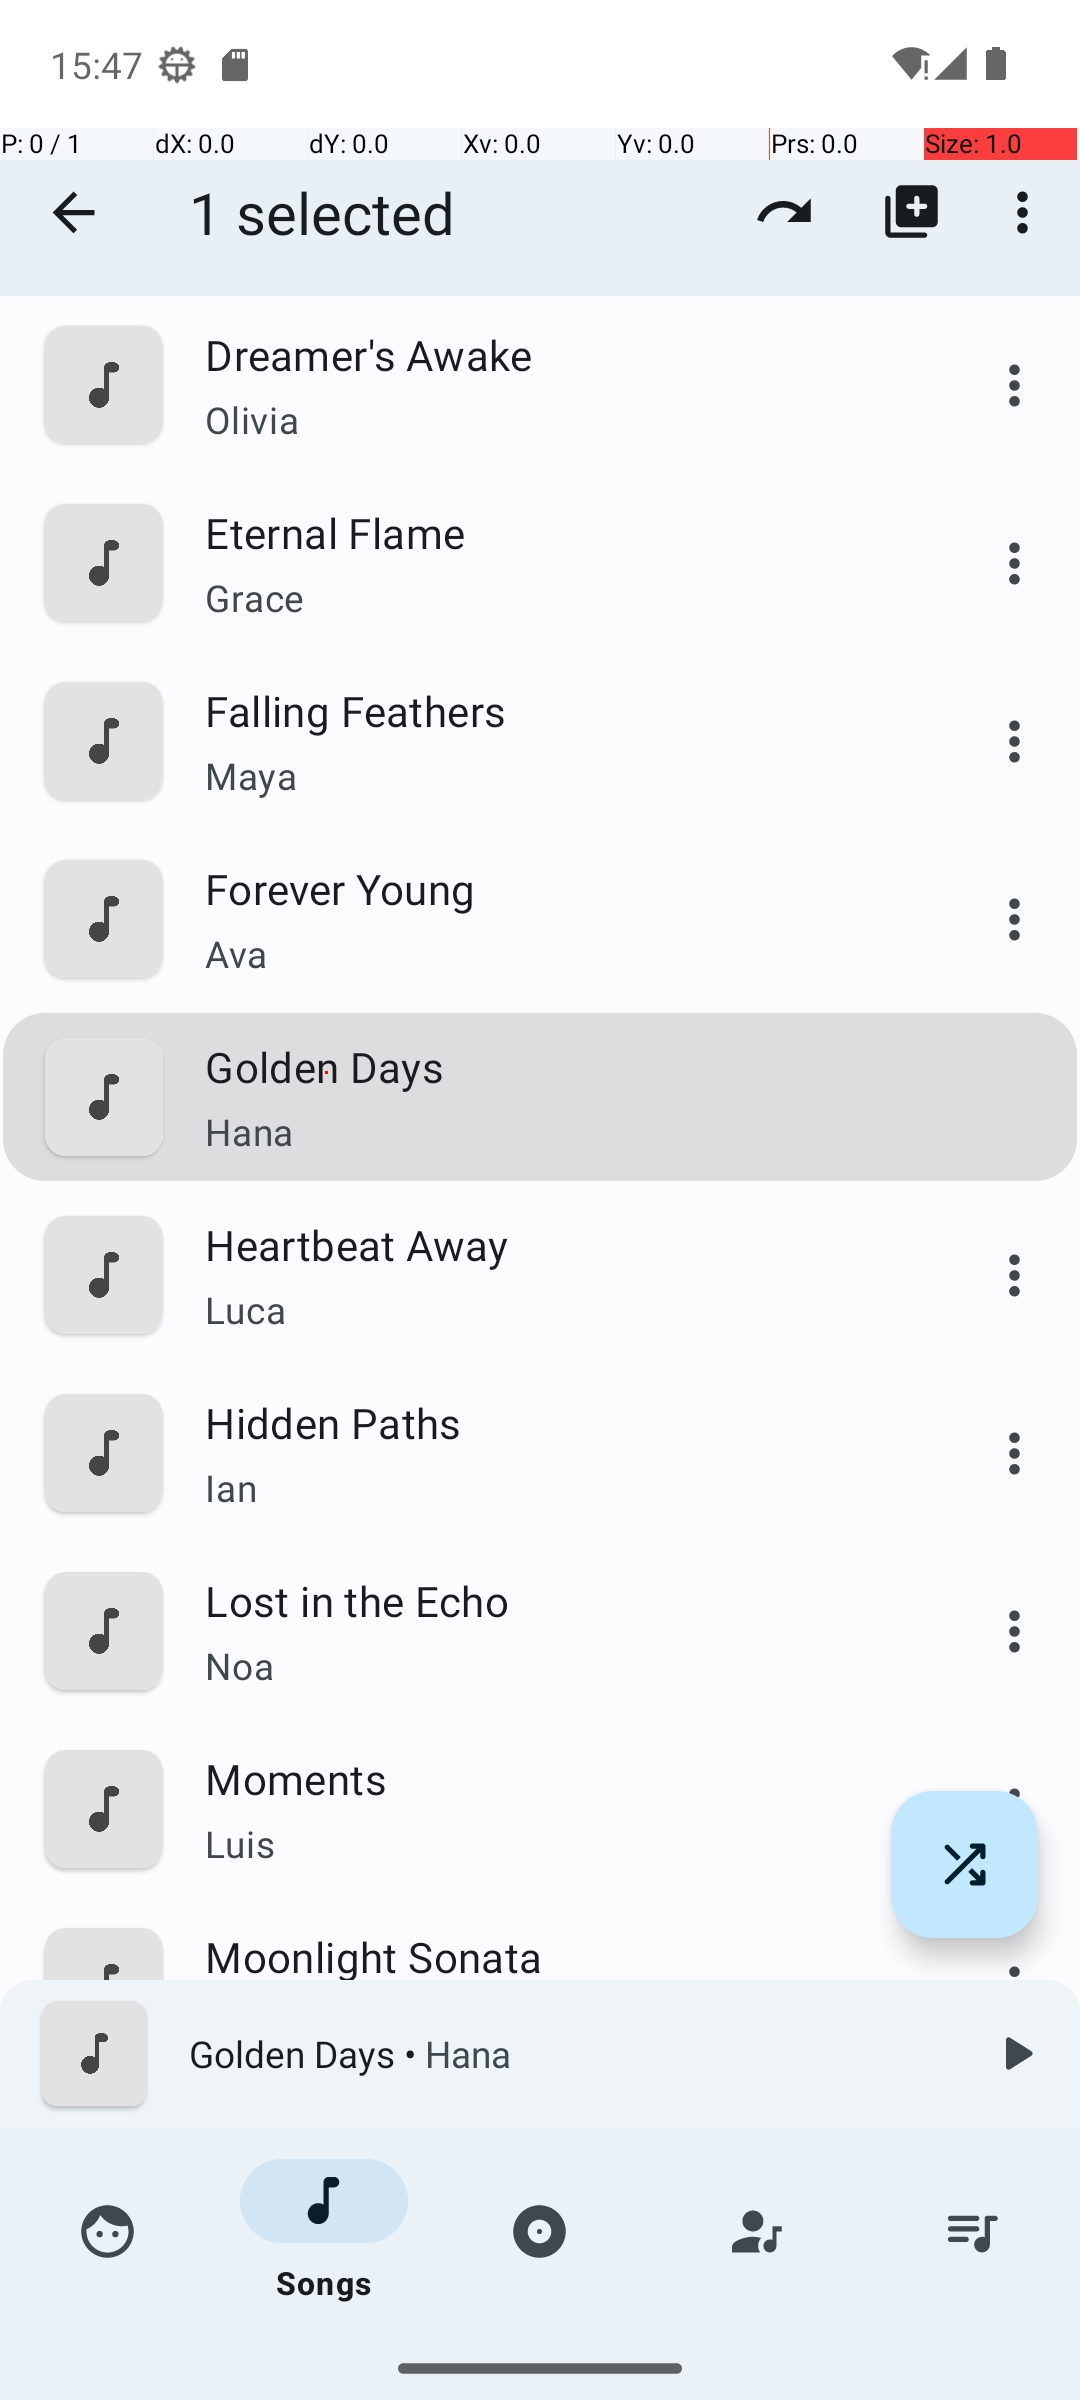 15:47
P: 0 / 1 dX: 0.0 dY: 0.0 Xv: 0.0 Yv: 0.0 Prs: 0.0 Size: 1.0
1 selected
Dreamer's Awake
Olivia
Eternal Flame
Grace
Falling Feathers
Maya
Forever Young
Ava
Golden Days
Hana
Heartbeat Away
Luca
Hidden Paths
Ian
Lost in the Echo
Noa
Moments
Luis
Moonlight Sonata
Golden Days • Hana
Songs